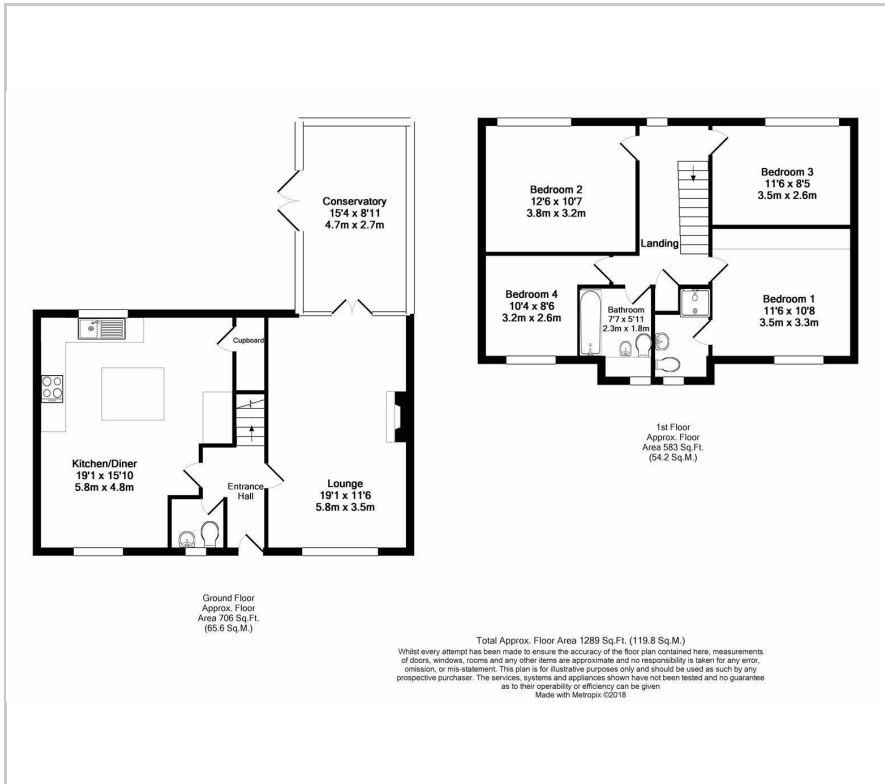 Conservatory
15'4 x 8'11
4.7m x 2.7m
Cupboard
Kitchen/Diner
19'1 x 15'10
5.8m x 4.8m
Entrance
Hall
Lounge
19'1 x 11'6
5.8m x 3.5m
Ground Floor
Approx. Floor
Area 706 Sq.Ft.
(65.6 Sq.M.)
Bedroom 2
12'6 x 10'7
3.8m x 3.2m
Bedroom 3
11'6 x 8'5
3.5m x 2.6m
Landing
Bedroom 4
10'4 x 8'6
3.2m x 2.6m
Bathroom
7'7 x 5'11
2.3m x 1.8m
Bedroom 1
11'6 x 10'8
3.5m x 3.3m
1st Floor
Approx. Floor
Area 583 Sq.Ft.
(54.2 Sq.M.)
Total Approx. Floor Area 1289 Sq.Ft. (119.8 Sq.M.)
Whilst every attempt has been made to ensure the accuracy of the floor plan contained here, measurements
of doors, windows, rooms and any other items are approximate and no responsibility is taken for any error,
omission, or mis-statement. This plan is for illustrative purposes only and should be used as such by any
prospective purchaser. The services, systems and appliances shown have not been tested and no guarantee
as to their operability or efficiency can be given
Made with Metropix ©2018